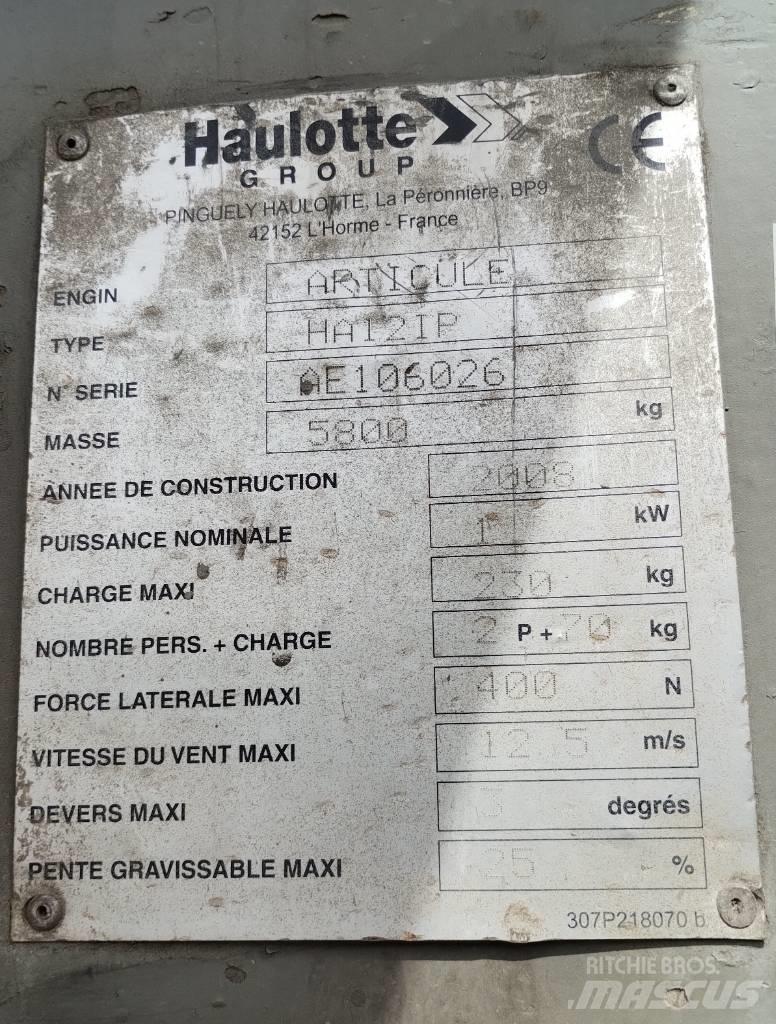 Haulotte
GROUP
CE
PINGUELY HAULOTTE, La Péronnière, BP9
42152 L'Horme - France
ENGIN ARTICULE
TYPE HA12IP
N° SERIE AE106026
MASSE 5800 kg
ANNEE DE CONSTRUCTION 2008
PUISSANCE NOMINALE 1 kW
CHARGE MAXI 230 kg
NOMBRE PERS. + CHARGE 2 P + 70 kg
FORCE LATERALE MAXI 400 N
VITESSE DU VENT MAXI 12.5 m/s
DEVERS MAXI 3 degrés
PENTE GRAVISSABLE MAXI 25 %
307P218070 b
RITCHIE BROS.
MASCUS